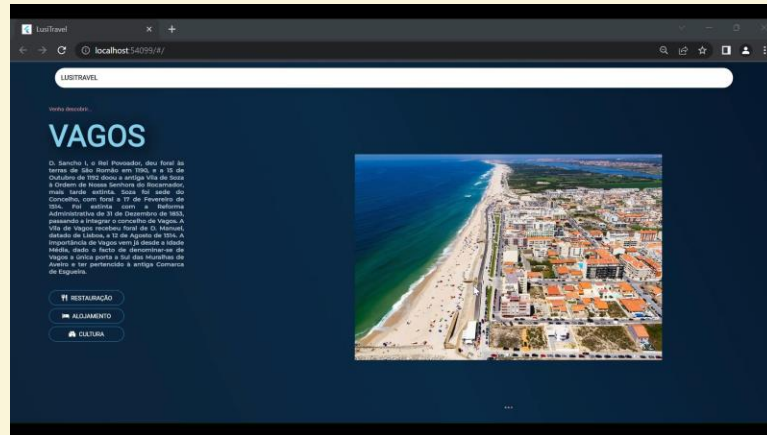 LusiTravel
localhost:54099/#/
LUSITRAVEL
Venha descobrir...
VAGOS
D. Sancho I, o Rei Povoador, deu foral às
terras de São Romão em 1190, e a 15 de
Outubro de 1192 doou a antiga Vila de Soza
à Ordem de Nossa Senhora do Rocamador,
mais tarde extinta. Soza foi sede do
Concelho, com foral a 17 de Fevereiro de
1514. Foi extinta com a Reforma
Administrativa de 31 de Dezembro de 1853,
passando a integrar o concelho de Vagos. A
Vila de Vagos recebeu foral de D. Manuel,
datado de Lisboa, a 12 de Agosto de 1514. A
importância de Vagos vem já desde a Idade
Média, dado o facto de denominar-se de
Vagos a única porta a Sul das Muralhas de
Aveiro e ter pertencido à antiga Comarca
de Esgueira.
RESTAURAÇÃO
ALOJAMENTO
CULTURA